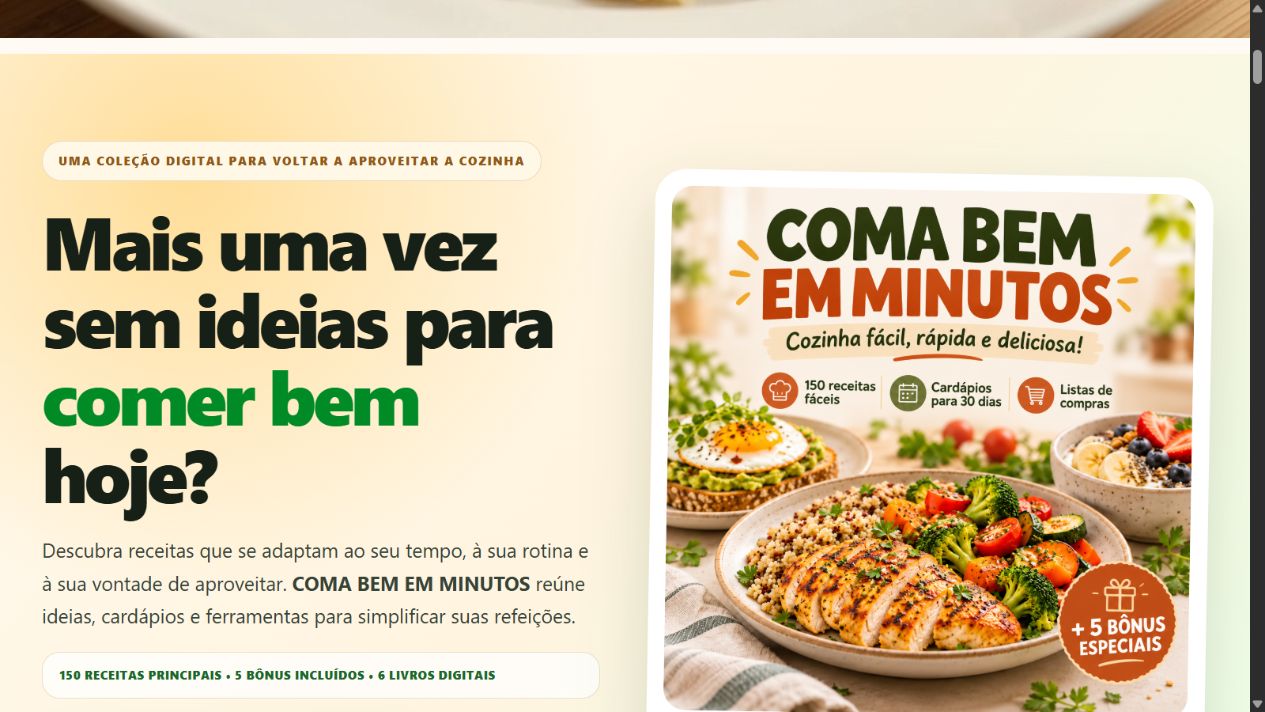 UMA COLEÇÃO DIGITAL PARA VOLTAR A APROVEITAR A COZINHA
Mais uma vez
sem ideias para
comer bem
hoje?
Descubra receitas que se adaptam ao seu tempo, à sua rotina e
à sua vontade de aproveitar. COMA BEM EM MINUTOS reúne
ideias, cardápios e ferramentas para simplificar suas refeições.
150 RECEITAS PRINCIPAIS • 5 BÔNUS INCLUÍDOS • 6 LIVROS DIGITAIS
COMA BEM
EM MINUTOS
Cozinha fácil, rápida e deliciosa!
150 receitas
fáceis
Cardápios
para 30 dias
Listas de
compras
+ 5 BÔNUS
ESPECIAIS